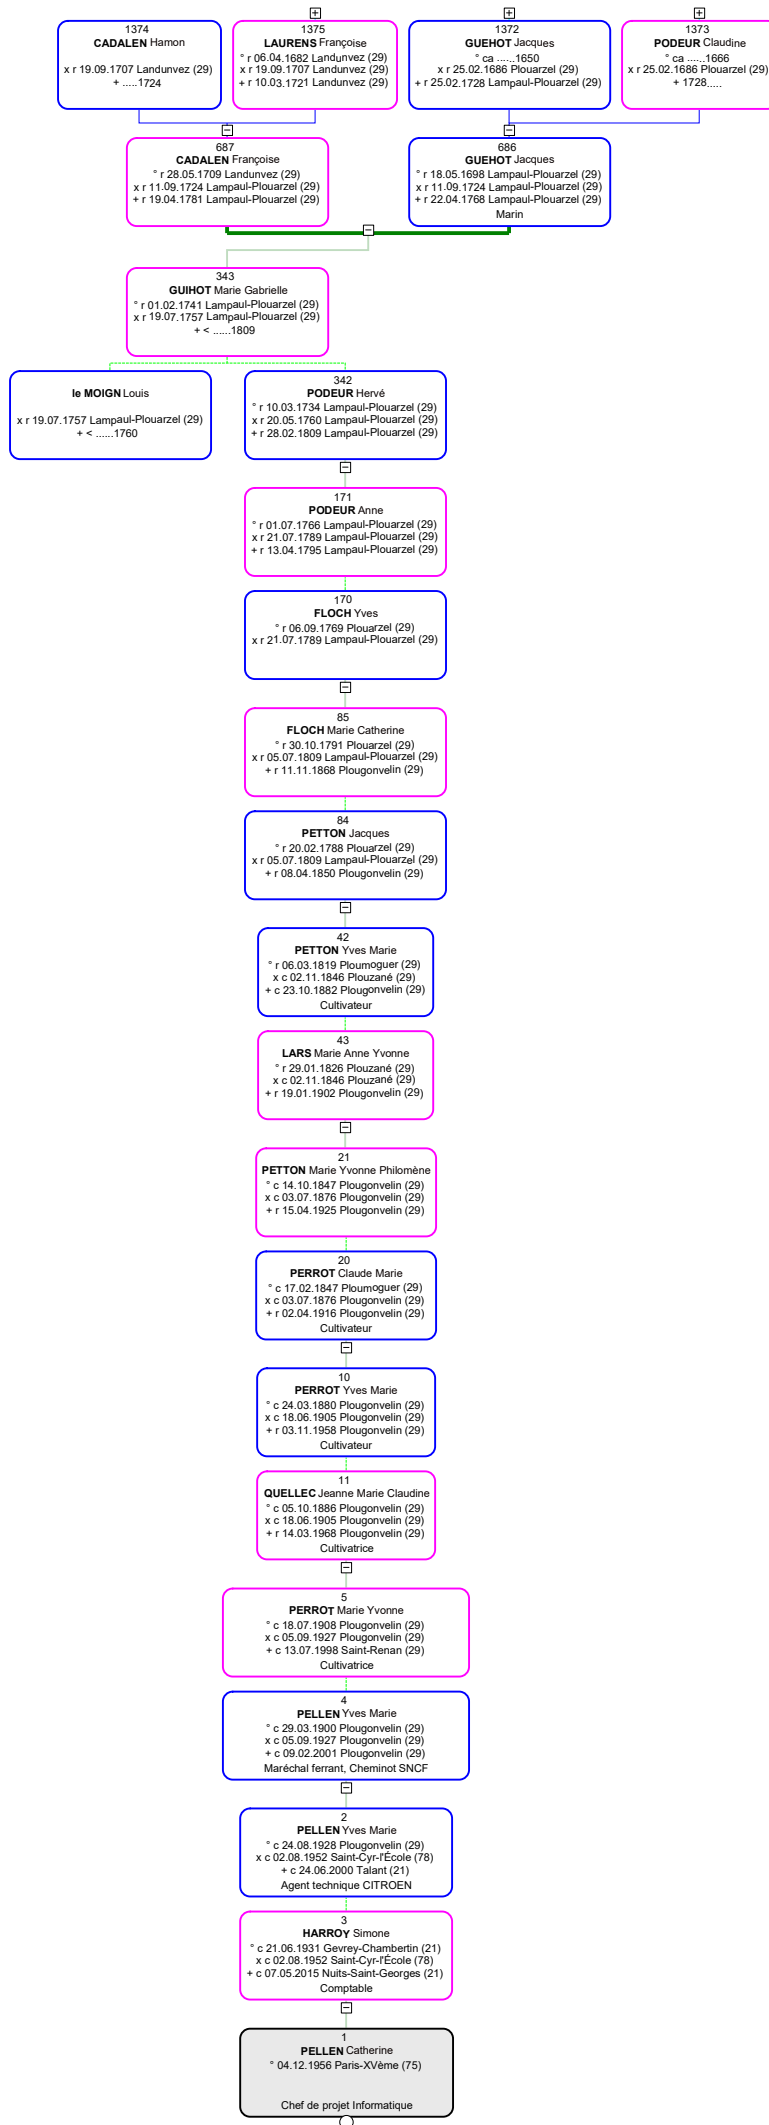 1374
CADALEN Hamon
x r 19.09.1707 Landunvez (29)
+ .....1724
1375
LAURENS Françoise
° r 06.04.1682 Landunvez (29)
x r 19.09.1707 Landunvez (29)
+ r 10.03.1721 Landunvez (29)
1372
GUEHOT Jacques
° ca ......1650
x r 25.02.1686 Plouarzel (29)
+ r 25.02.1728 Lampaul-Plouarzel (29)
1373
PODEUR Claudine
° ca ......1666
x r 25.02.1686 Plouarzel (29)
+ 1728.....
687
CADALEN Françoise
° r 28.05.1709 Landunvez (29)
x r 11.09.1724 Lampaul-Plouarzel (29)
+ r 19.04.1781 Lampaul-Plouarzel (29)
686
GUEHOT Jacques
° r 18.05.1698 Lampaul-Plouarzel (29)
x r 11.09.1724 Lampaul-Plouarzel (29)
+ r 22.04.1768 Lampaul-Plouarzel (29)
Marin
343
GUIHOT Marie Gabrielle
° r 01.02.1741 Lampaul-Plouarzel (29)
x r 19.07.1757 Lampaul-Plouarzel (29)
+ < ......1809
le MOIGN Louis
x r 19.07.1757 Lampaul-Plouarzel (29)
+ < ......1760
342
PODEUR Hervé
° r 10.03.1734 Lampaul-Plouarzel (29)
x r 20.05.1760 Lampaul-Plouarzel (29)
+ r 28.02.1809 Lampaul-Plouarzel (29)
171
PODEUR Anne
° r 01.07.1766 Lampaul-Plouarzel (29)
x r 21.07.1789 Lampaul-Plouarzel (29)
+ r 13.04.1795 Lampaul-Plouarzel (29)
170
FLOCH Yves
° r 06.09.1769 Plouarzel (29)
x r 21.07.1789 Lampaul-Plouarzel (29)
85
FLOCH Marie Catherine
° r 30.10.1791 Plouarzel (29)
x r 05.07.1809 Lampaul-Plouarzel (29)
+ r 11.11.1868 Plougonvelin (29)
84
PETTON Jacques
° r 20.02.1788 Plouarzel (29)
x r 05.07.1809 Lampaul-Plouarzel (29)
+ r 08.04.1850 Plougonvelin (29)
42
PETTON Yves Marie
° r 06.03.1819 Ploumoguer (29)
x c 02.11.1846 Plouzané (29)
+ c 23.10.1882 Plougonvelin (29)
Cultivateur
43
LARS Marie Anne Yvonne
° r 29.01.1826 Plouzané (29)
x c 02.11.1846 Plouzané (29)
+ r 19.01.1902 Plougonvelin (29)
21
PETTON Marie Yvonne Philomène
° c 14.10.1847 Plougonvelin (29)
x c 03.07.1876 Plougonvelin (29)
+ r 15.04.1925 Plougonvelin (29)
20
PERROT Claude Marie
° c 17.02.1847 Ploumoguer (29)
x c 03.07.1876 Plougonvelin (29)
+ r 02.04.1916 Plougonvelin (29)
Cultivateur
10
PERROT Yves Marie
° c 24.03.1880 Plougonvelin (29)
x c 18.06.1905 Plougonvelin (29)
+ r 03.11.1958 Plougonvelin (29)
Cultivateur
11
QUELLEC Jeanne Marie Claudine
° c 05.10.1886 Plougonvelin (29)
x c 18.06.1905 Plougonvelin (29)
+ r 14.03.1968 Plougonvelin (29)
Cultivatrice
5
PERROT Marie Yvonne
° c 18.07.1908 Plougonvelin (29)
x c 05.09.1927 Plougonvelin (29)
+ c 13.07.1998 Saint-Renan (29)
Cultivatrice
4
PELLEN Yves Marie
° c 29.03.1900 Plougonvelin (29)
x c 05.09.1927 Plougonvelin (29)
+ c 09.02.2001 Plougonvelin (29)
Maréchal ferrant, Cheminot SNCF
2
PELLEN Yves Marie
° c 24.08.1928 Plougonvelin (29)
x c 02.08.1952 Saint-Cyr-l'École (78)
+ c 24.06.2000 Talant (21)
Agent technique CITROEN
3
HARROY Simone
° c 21.06.1931 Gevrey-Chambertin (21)
x c 02.08.1952 Saint-Cyr-l'École (78)
+ c 07.05.2015 Nuits-Saint-Georges (21)
Comptable
1
PELLEN Catherine
° 04.12.1956 Paris-XVème (75)
Chef de projet Informatique